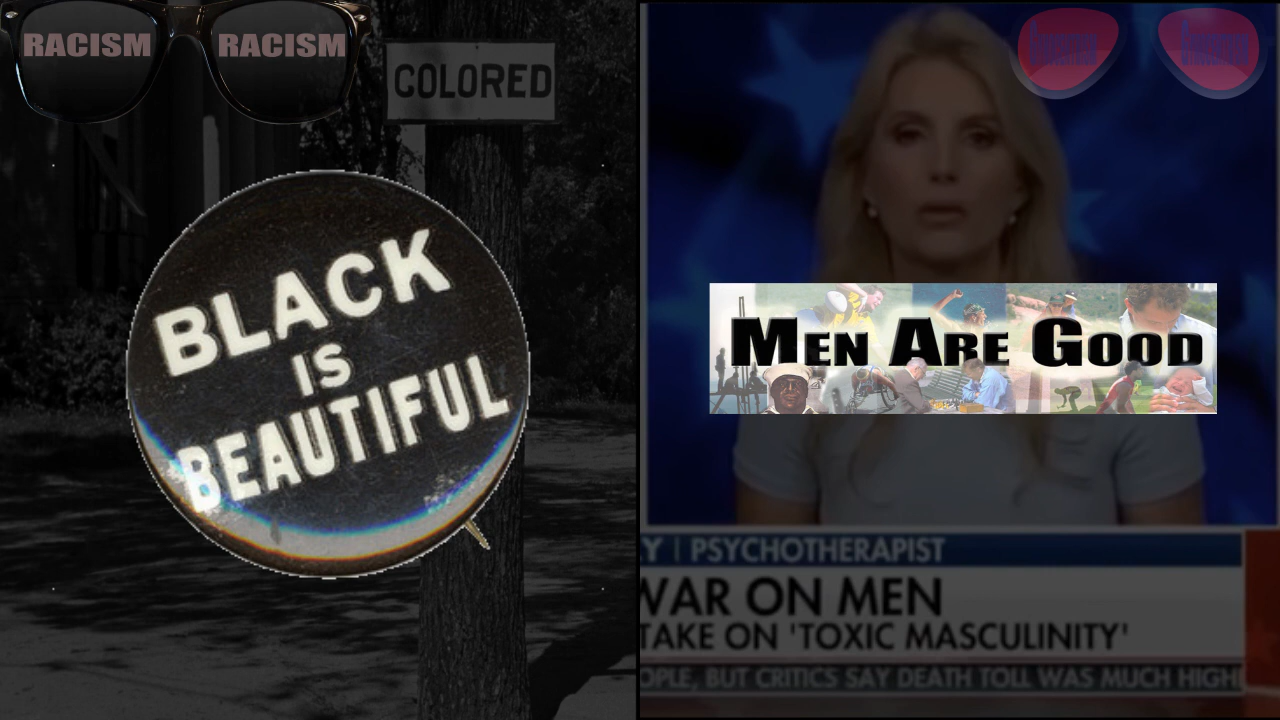 RACISM RACISM
COLORED
BLACK
IS
BEAUTIFUL
MEN ARE GOOD
Y | PSYCHOTHERAPIST
WAR ON MEN
TAKE ON 'TOXIC MASCULINITY'
OPLE, BUT CRITICS SAY DEATH TOLL WAS MUCH HIGH